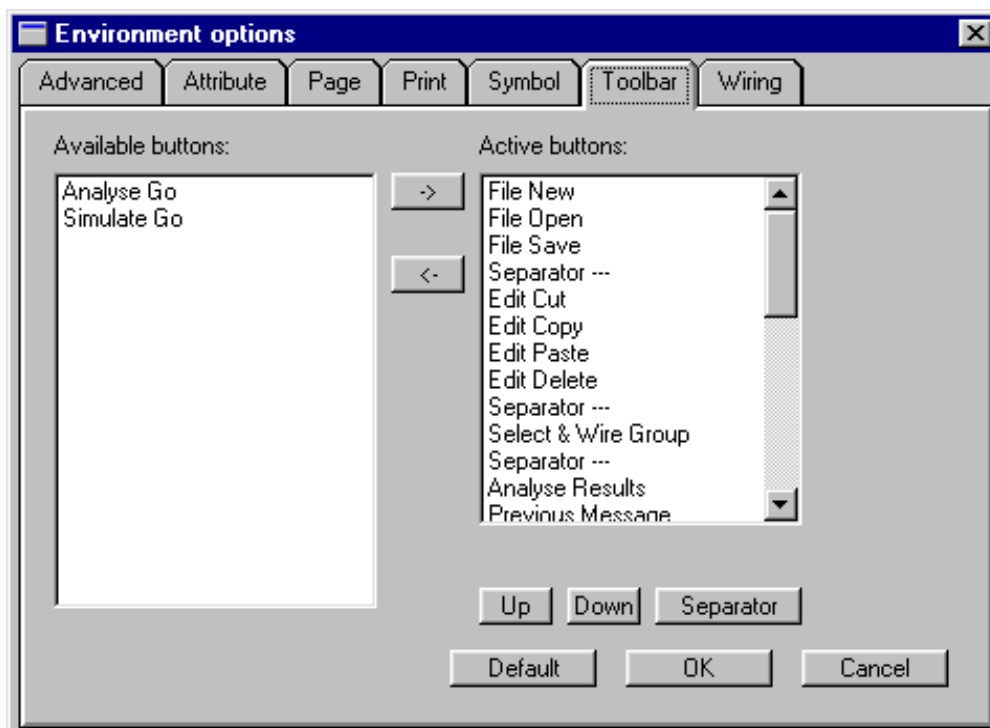 Environment options
Advanced Attribute Page Print Symbol Toolbar Wiring
Available buttons:
Analyse Go
Simulate Go
->
<-
Active buttons:
File New
File Open
File Save
Separator ---
Edit Cut
Edit Copy
Edit Paste
Edit Delete
Separator ---
Select & Wire Group
Separator ---
Analyse Results
Previous Message
Up Down Separator
Default OK Cancel